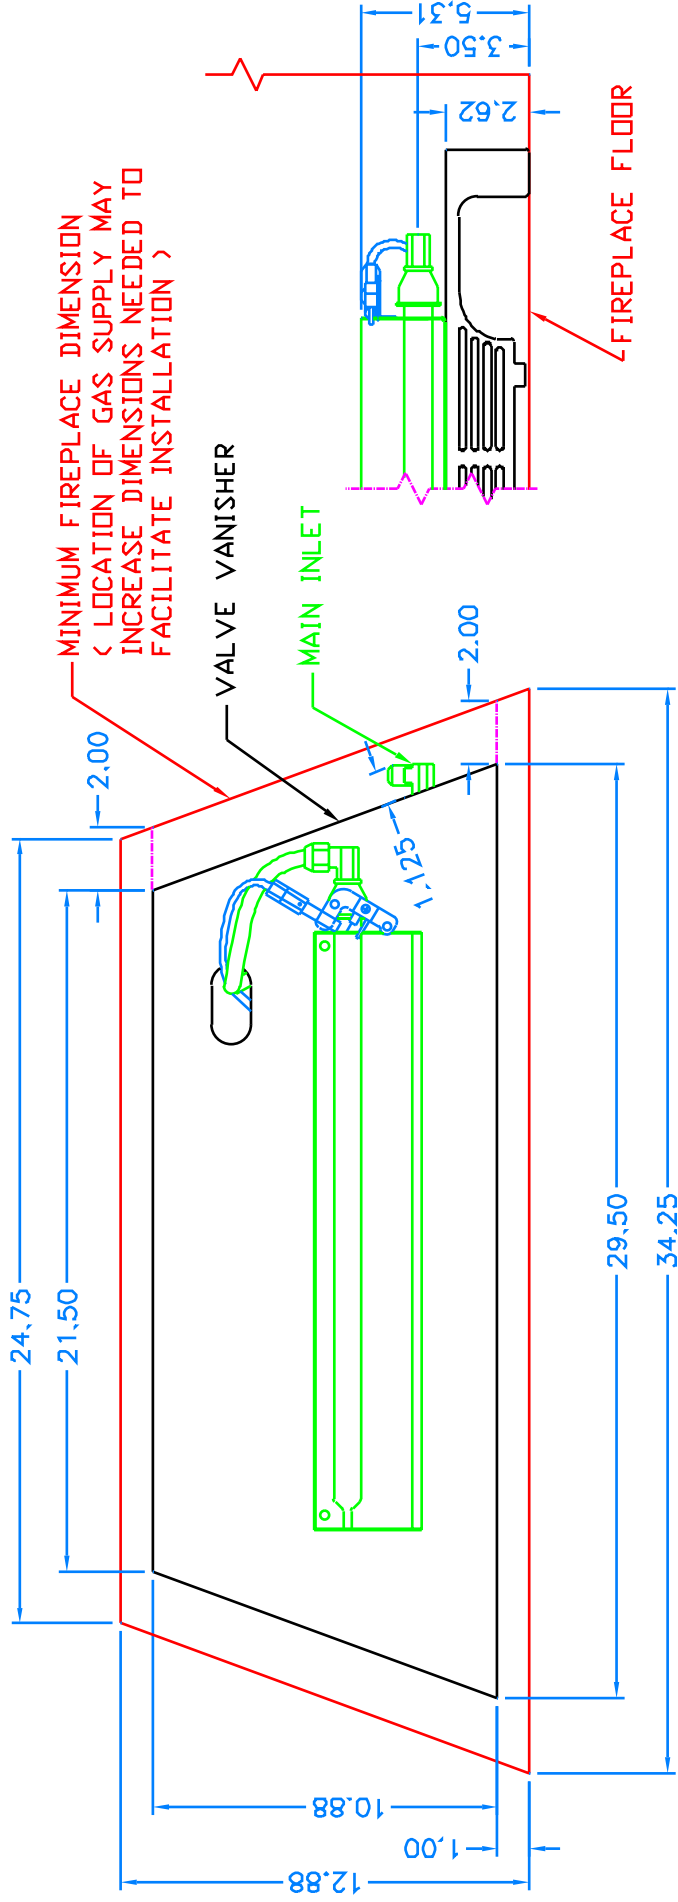 MINIMUM FIREPLACE DIMENSION
( LOCATION OF GAS SUPPLY MAY
INCREASE DIMENSIONS NEEDED TO
FACILITATE INSTALLATION )
VALVE VANISHER
MAIN INLET
FIREPLACE FLOOR
24.75
21.50
2.00
2.00
1.125
29.50
34.25
10.88
1.00
12.88
5.31
3.50
2.62